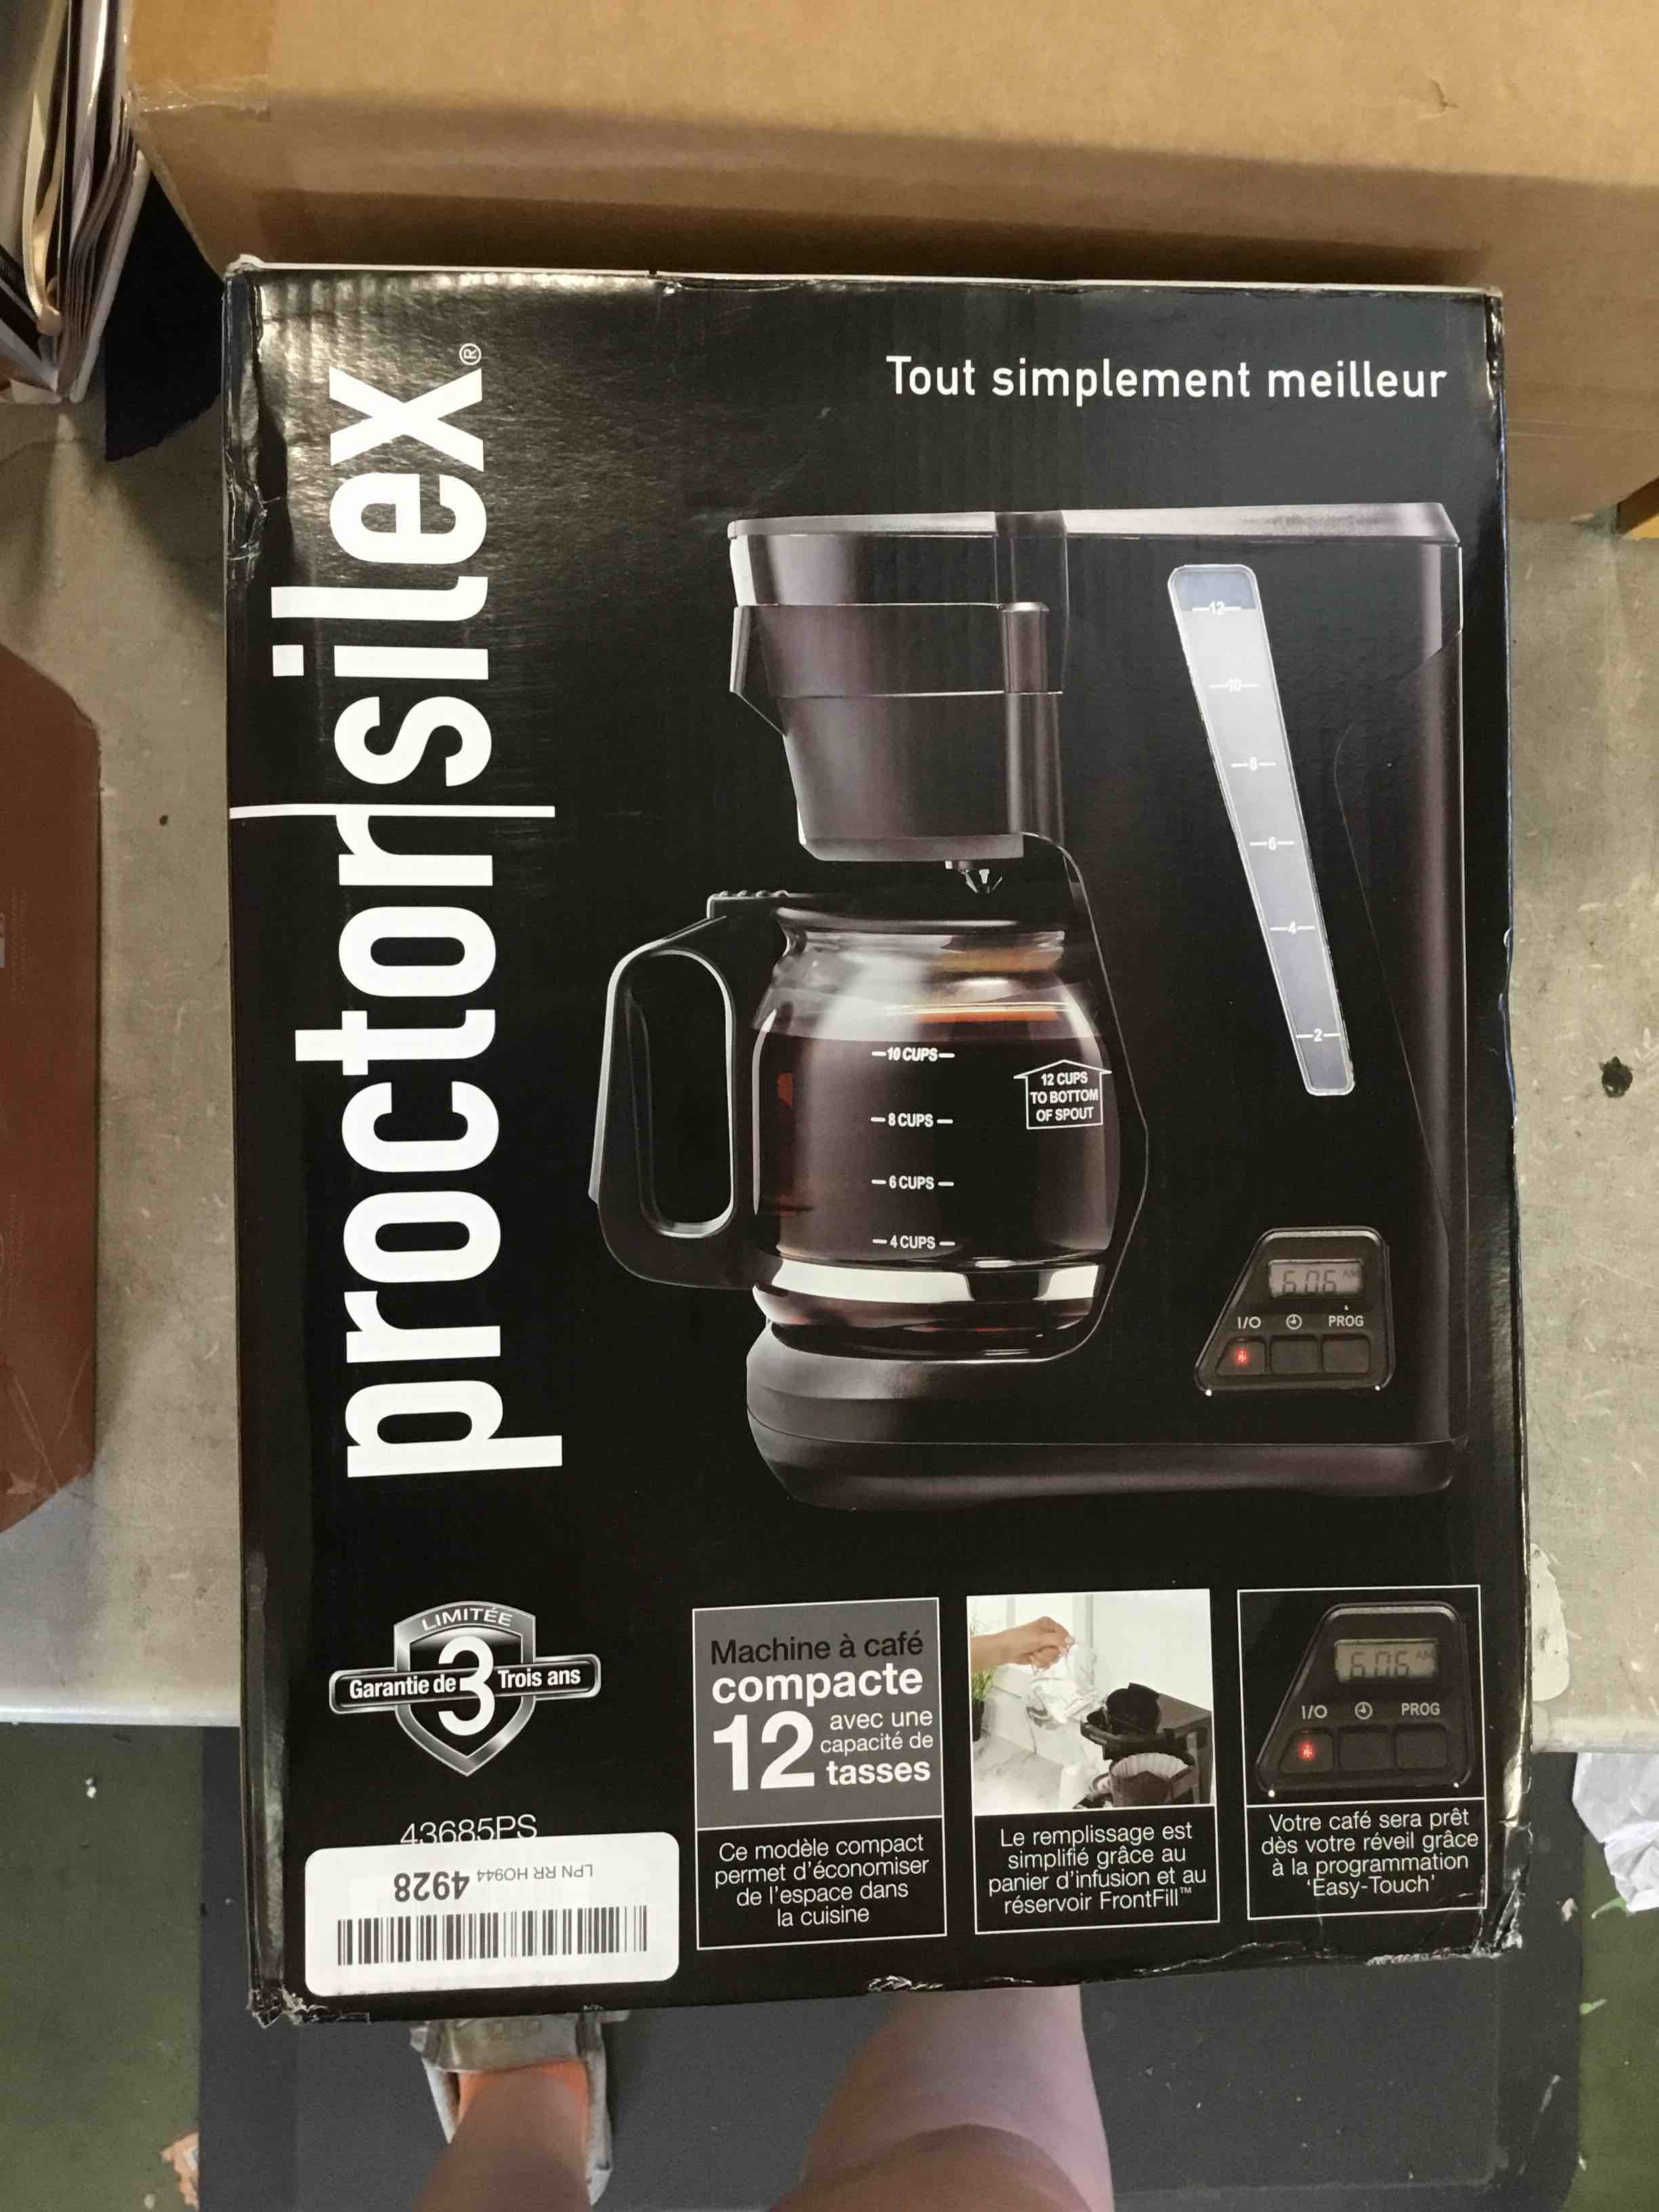 proctor silex®
Tout simplement meilleur
12
10
8
6
4
2
10 CUPS
8 CUPS
6 CUPS
4 CUPS
12 CUPS
TO BOTTOM
OF SPOUT
6:06 AM
I/O PROG
LIMITÉE
Garantie de 3 Trois ans
43685PS
LPN RR HO944 4928
Machine à café
compacte
12 avec une
capacité de
tasses
Ce modèle compact
permet d'économiser
de l'espace dans
la cuisine
Le remplissage est
simplifié grâce au
panier d'infusion et au
réservoir FrontFill™
6:06 AM
I/O PROG
Votre café sera prêt
dès votre réveil grâce
à la programmation
'Easy-Touch'